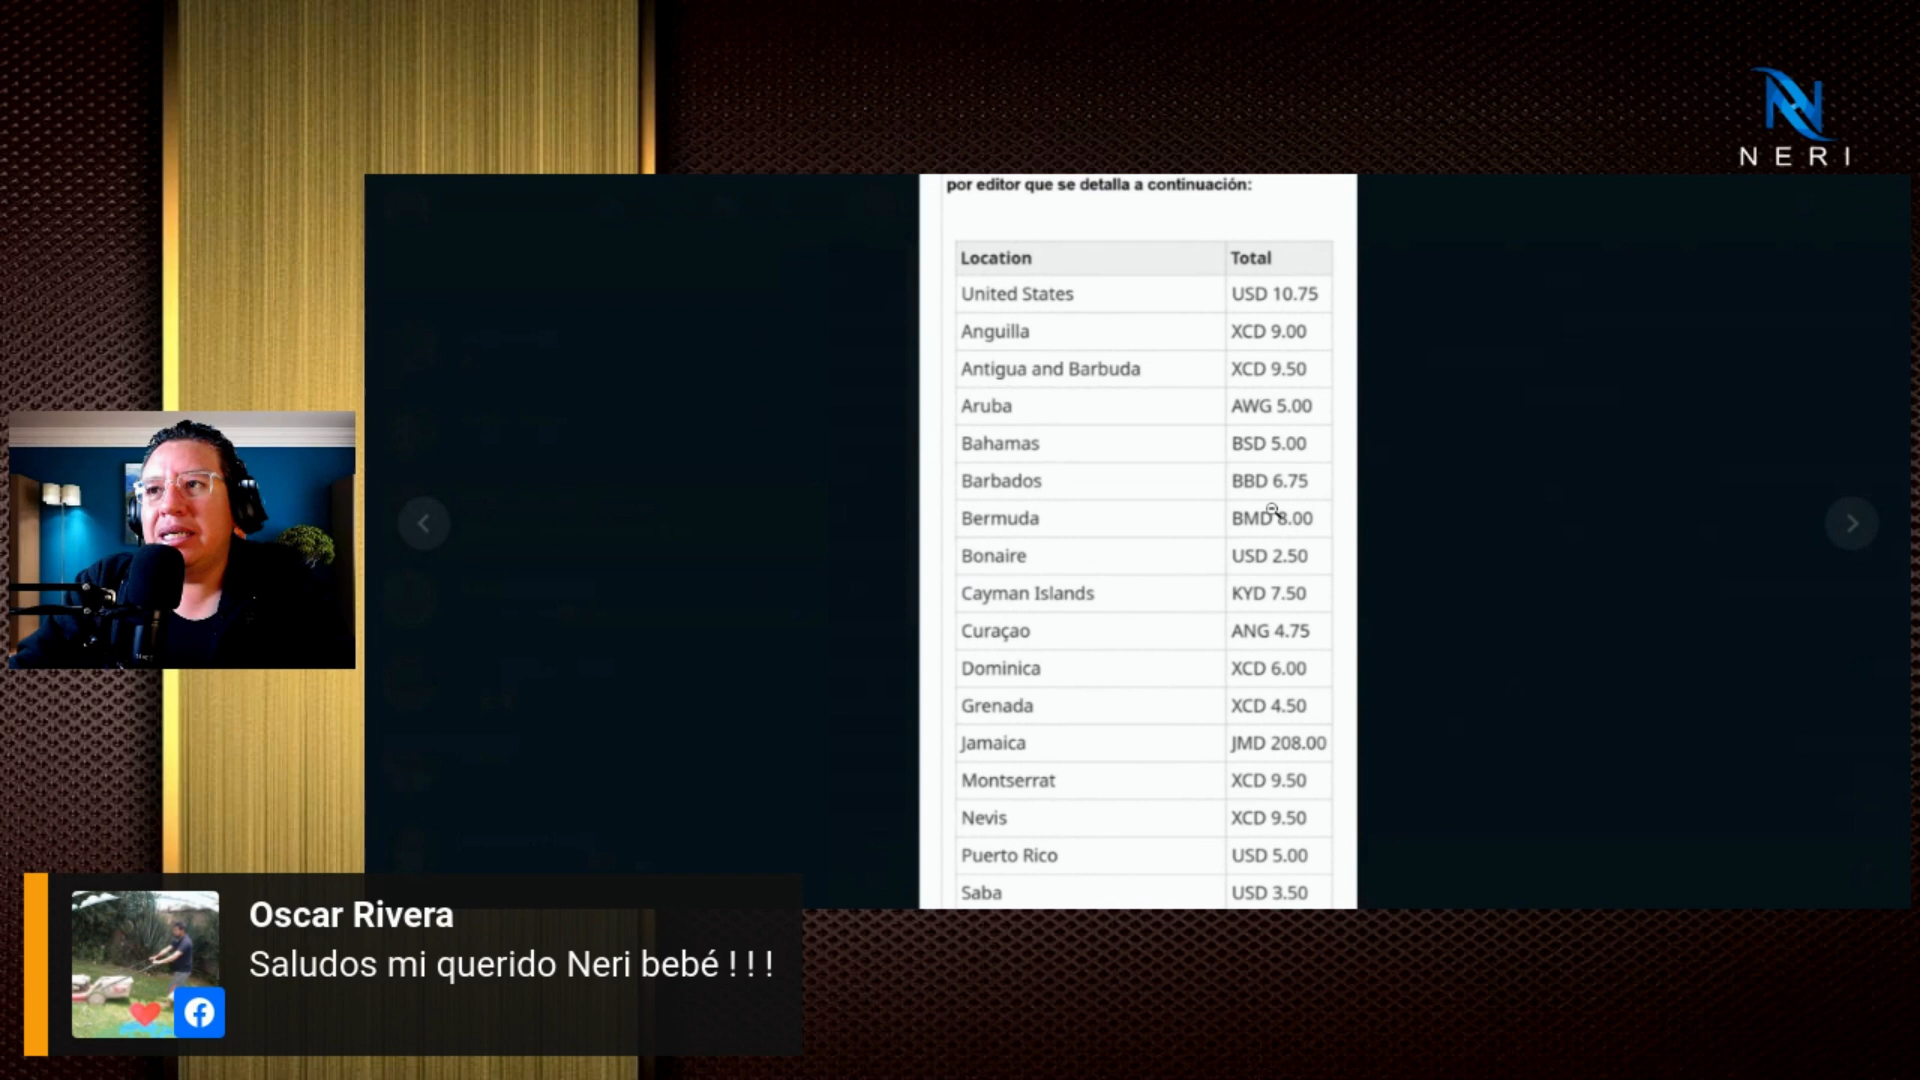 NERI
por editor que se detalla a continuación:
Location Total
United States USD 10.75
Anguilla XCD 9.00
Antigua and Barbuda XCD 9.50
Aruba AWG 5.00
Bahamas BSD 5.00
Barbados BBD 6.75
Bermuda BMD 8.00
Bonaire USD 2.50
Cayman Islands KYD 7.50
Curaçao ANG 4.75
Dominica XCD 6.00
Grenada XCD 4.50
Jamaica JMD 208.00
Montserrat XCD 9.50
Nevis XCD 9.50
Puerto Rico USD 5.00
Saba USD 3.50
Oscar Rivera
Saludos mi querido Neri bebé ! ! !